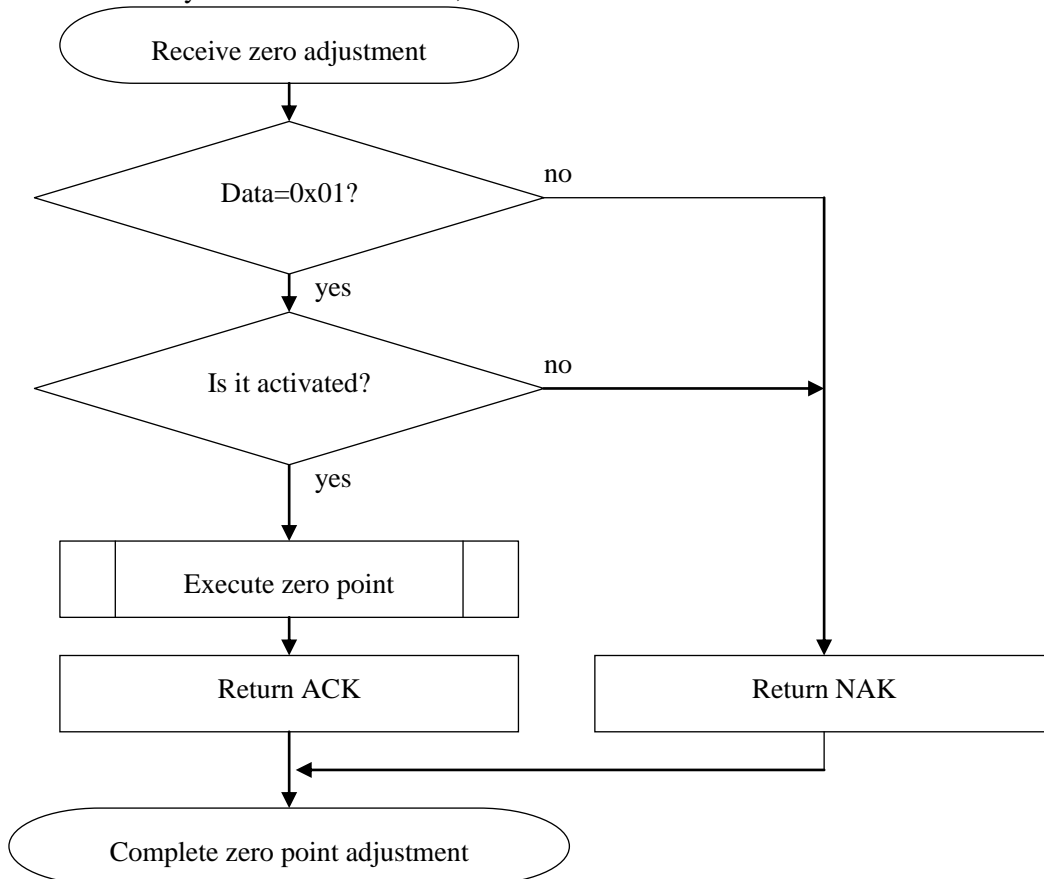 Receive zero adjustment
Data=0x01?
no
yes
Is it activated?
no
yes
Execute zero point
Return ACK
Return NAK
Complete zero point adjustment